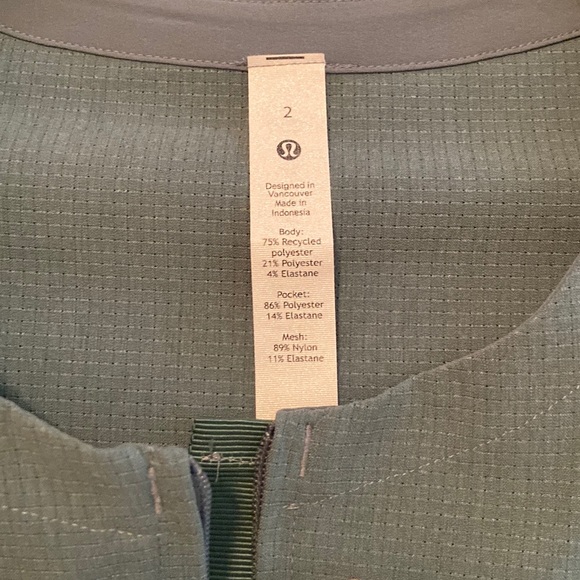 2
Designed in
Vancouver
Made in
Indonesia
Body:
75% Recycled
polyester
21% Polyester
4% Elastane
Pocket:
86% Polyester
14% Elastane
Mesh:
89% Nylon
11% Elastane